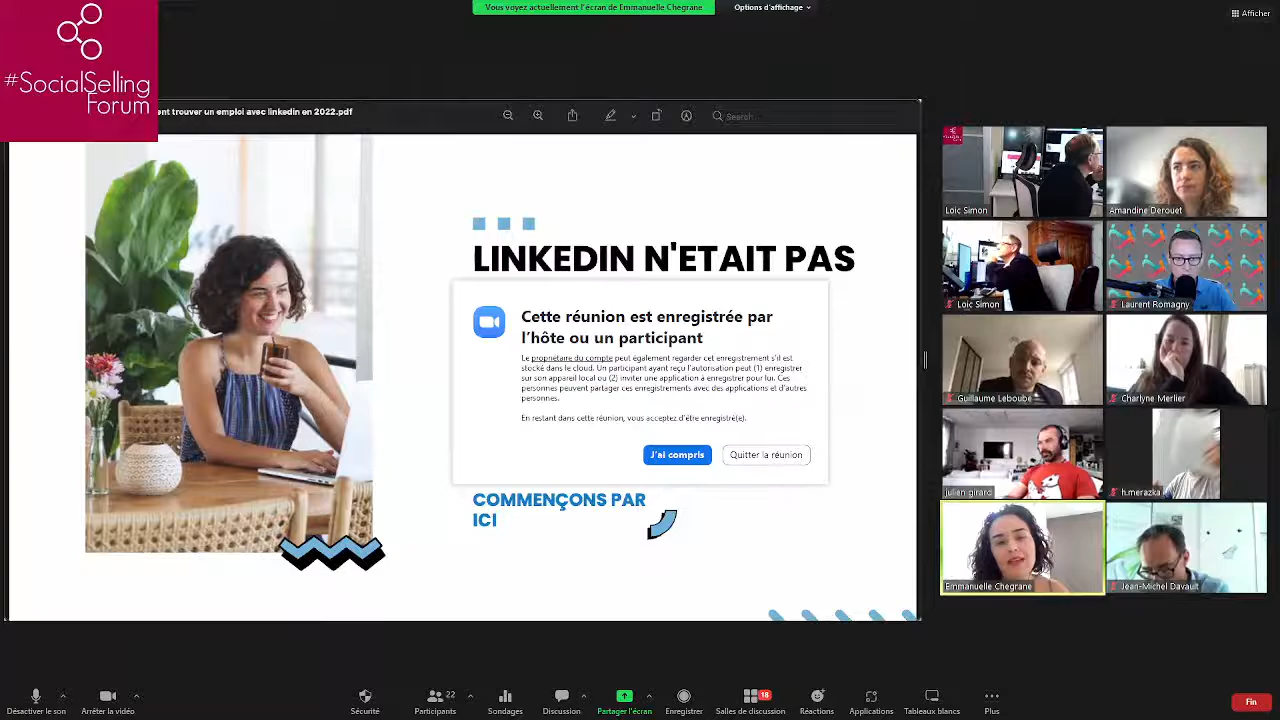 Vous voyez actuellement l'écran de Emmanuelle Chegrane
Options d'affichage
Afficher
#SocialSelling
Forum
ent trouver un emploi avec linkedin en 2022.pdf
Search
LINKEDIN N'ETAIT PAS
Cette réunion est enregistrée par
l'hôte ou un participant
Le propriétaire du compte peut également regarder cet enregistrement s'il est
stocké dans le cloud. Un participant ayant reçu l'autorisation peut (1) enregistrer
sur son appareil local ou (2) inviter une application à enregistrer pour lui. Ces
personnes peuvent partager ces enregistrements avec des applications et d'autres
personnes.
En restant dans cette réunion, vous acceptez d'être enregistré(e).
J'ai compris
Quitter la réunion
COMMENÇONS PAR
ICI
Loic Simon
Amandine Derouet
Loic Simon
Laurent Romagny
Guillaume Leboube
Charlyne Merlier
julien girard
h.merazka
Emmanuelle Chegrane
Jean-Michel Davault
Désactiver le son
Arrêter la vidéo
Sécurité
Participants
22
Sondages
Discussion
Partager l'écran
Enregistrer
Salles de discussion
18
Réactions
Applications
Tableaux blancs
Plus
Fin